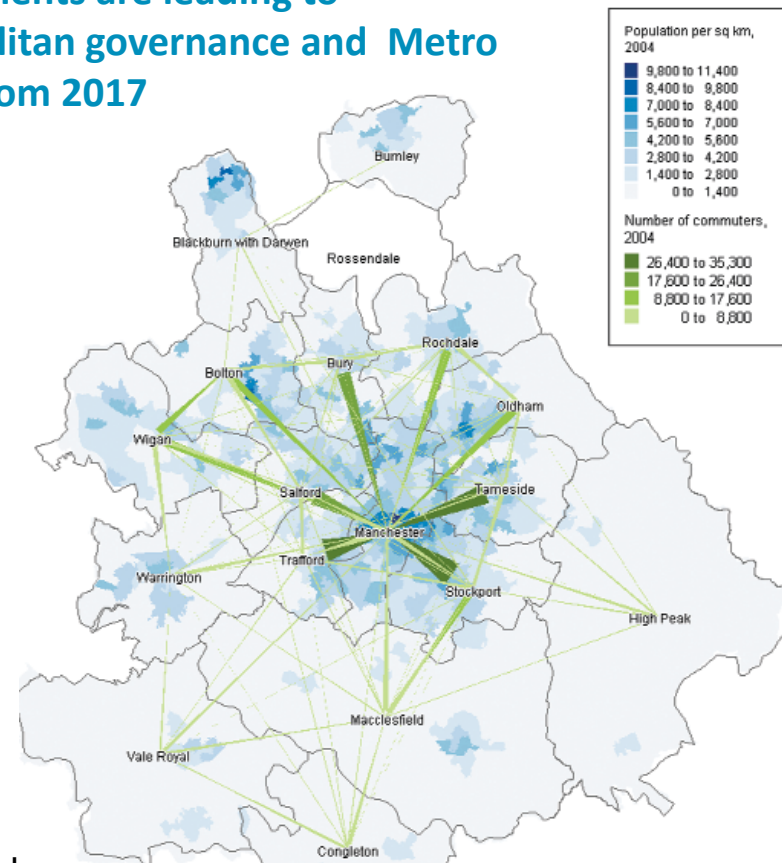 ents are leading to
litan governance and Metro
om 2017
Population per sq km,
2004
9,800 to 11,400
8,400 to 9,800
7,000 to 8,400
5,600 to 7,000
4,200 to 5,600
2,800 to 4,200
1,400 to 2,800
0 to 1,400
Number of commuters,
2004
26,400 to 35,300
17,600 to 26,400
8,800 to 17,600
0 to 8,800
Burnley
Blackburn with Darwen
Rossendale
Rochdale
Bury
Bolton
Oldham
Wigan
Salford
Tameside
Manchester
Trafford
Warrington
Stockport
High Peak
Macclesfield
Vale Royal
Congleton